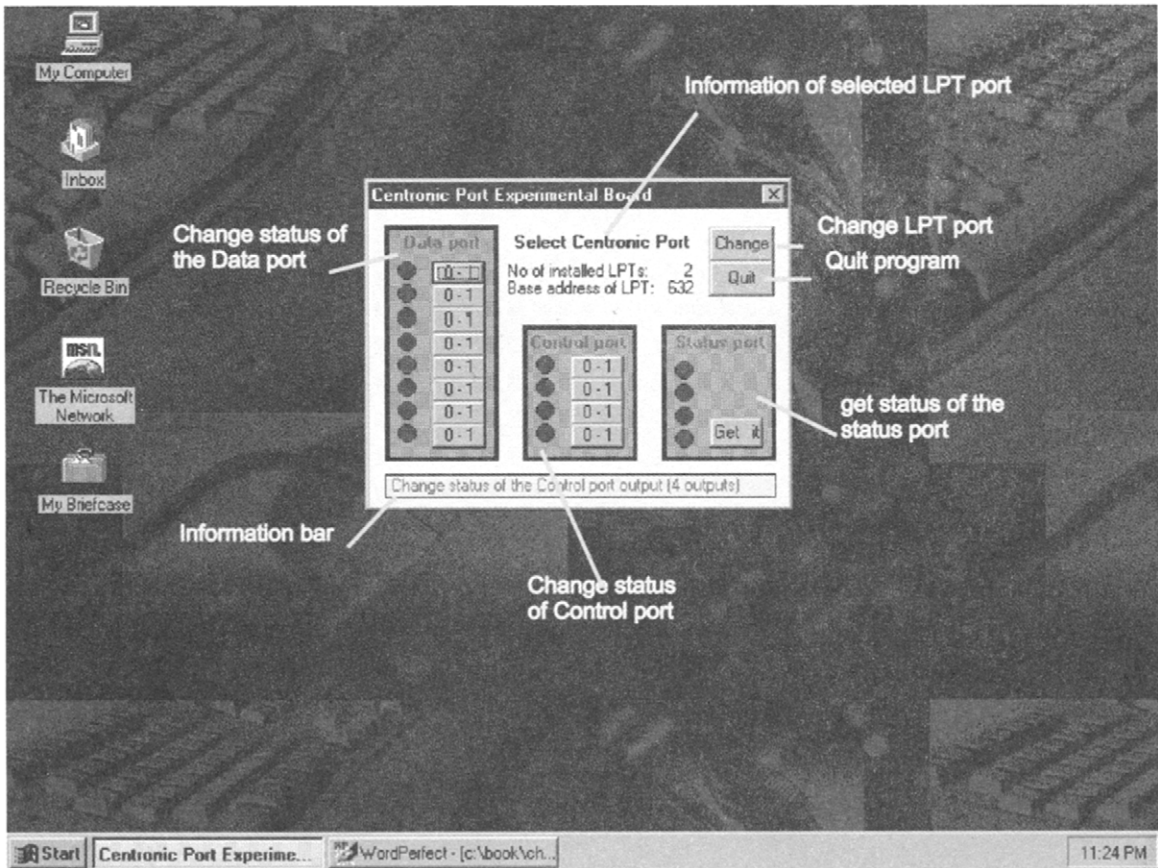 My Computer
Inbox
Recycle Bin
msn.
The Microsoft
Network
My Briefcase
Information of selected LPT port
Change status of
the Data port
Change LPT port
Quit program
get status of the
status port
Information bar
Change status
of Control port
Centronic Port Experimental Board
Data port
0 - 1
0 - 1
0 - 1
0 - 1
0 - 1
0 - 1
0 - 1
0 - 1
Select Centronic Port
No of installed LPTs: 2
Base address of LPT: 632
Change
Quit
Control port
0 - 1
0 - 1
0 - 1
0 - 1
Status port
Get it
Change status of the Control port output (4 outputs)
Start
Centronic Port Experime...
WordPerfect - [c:\book\ch...
11:24 PM